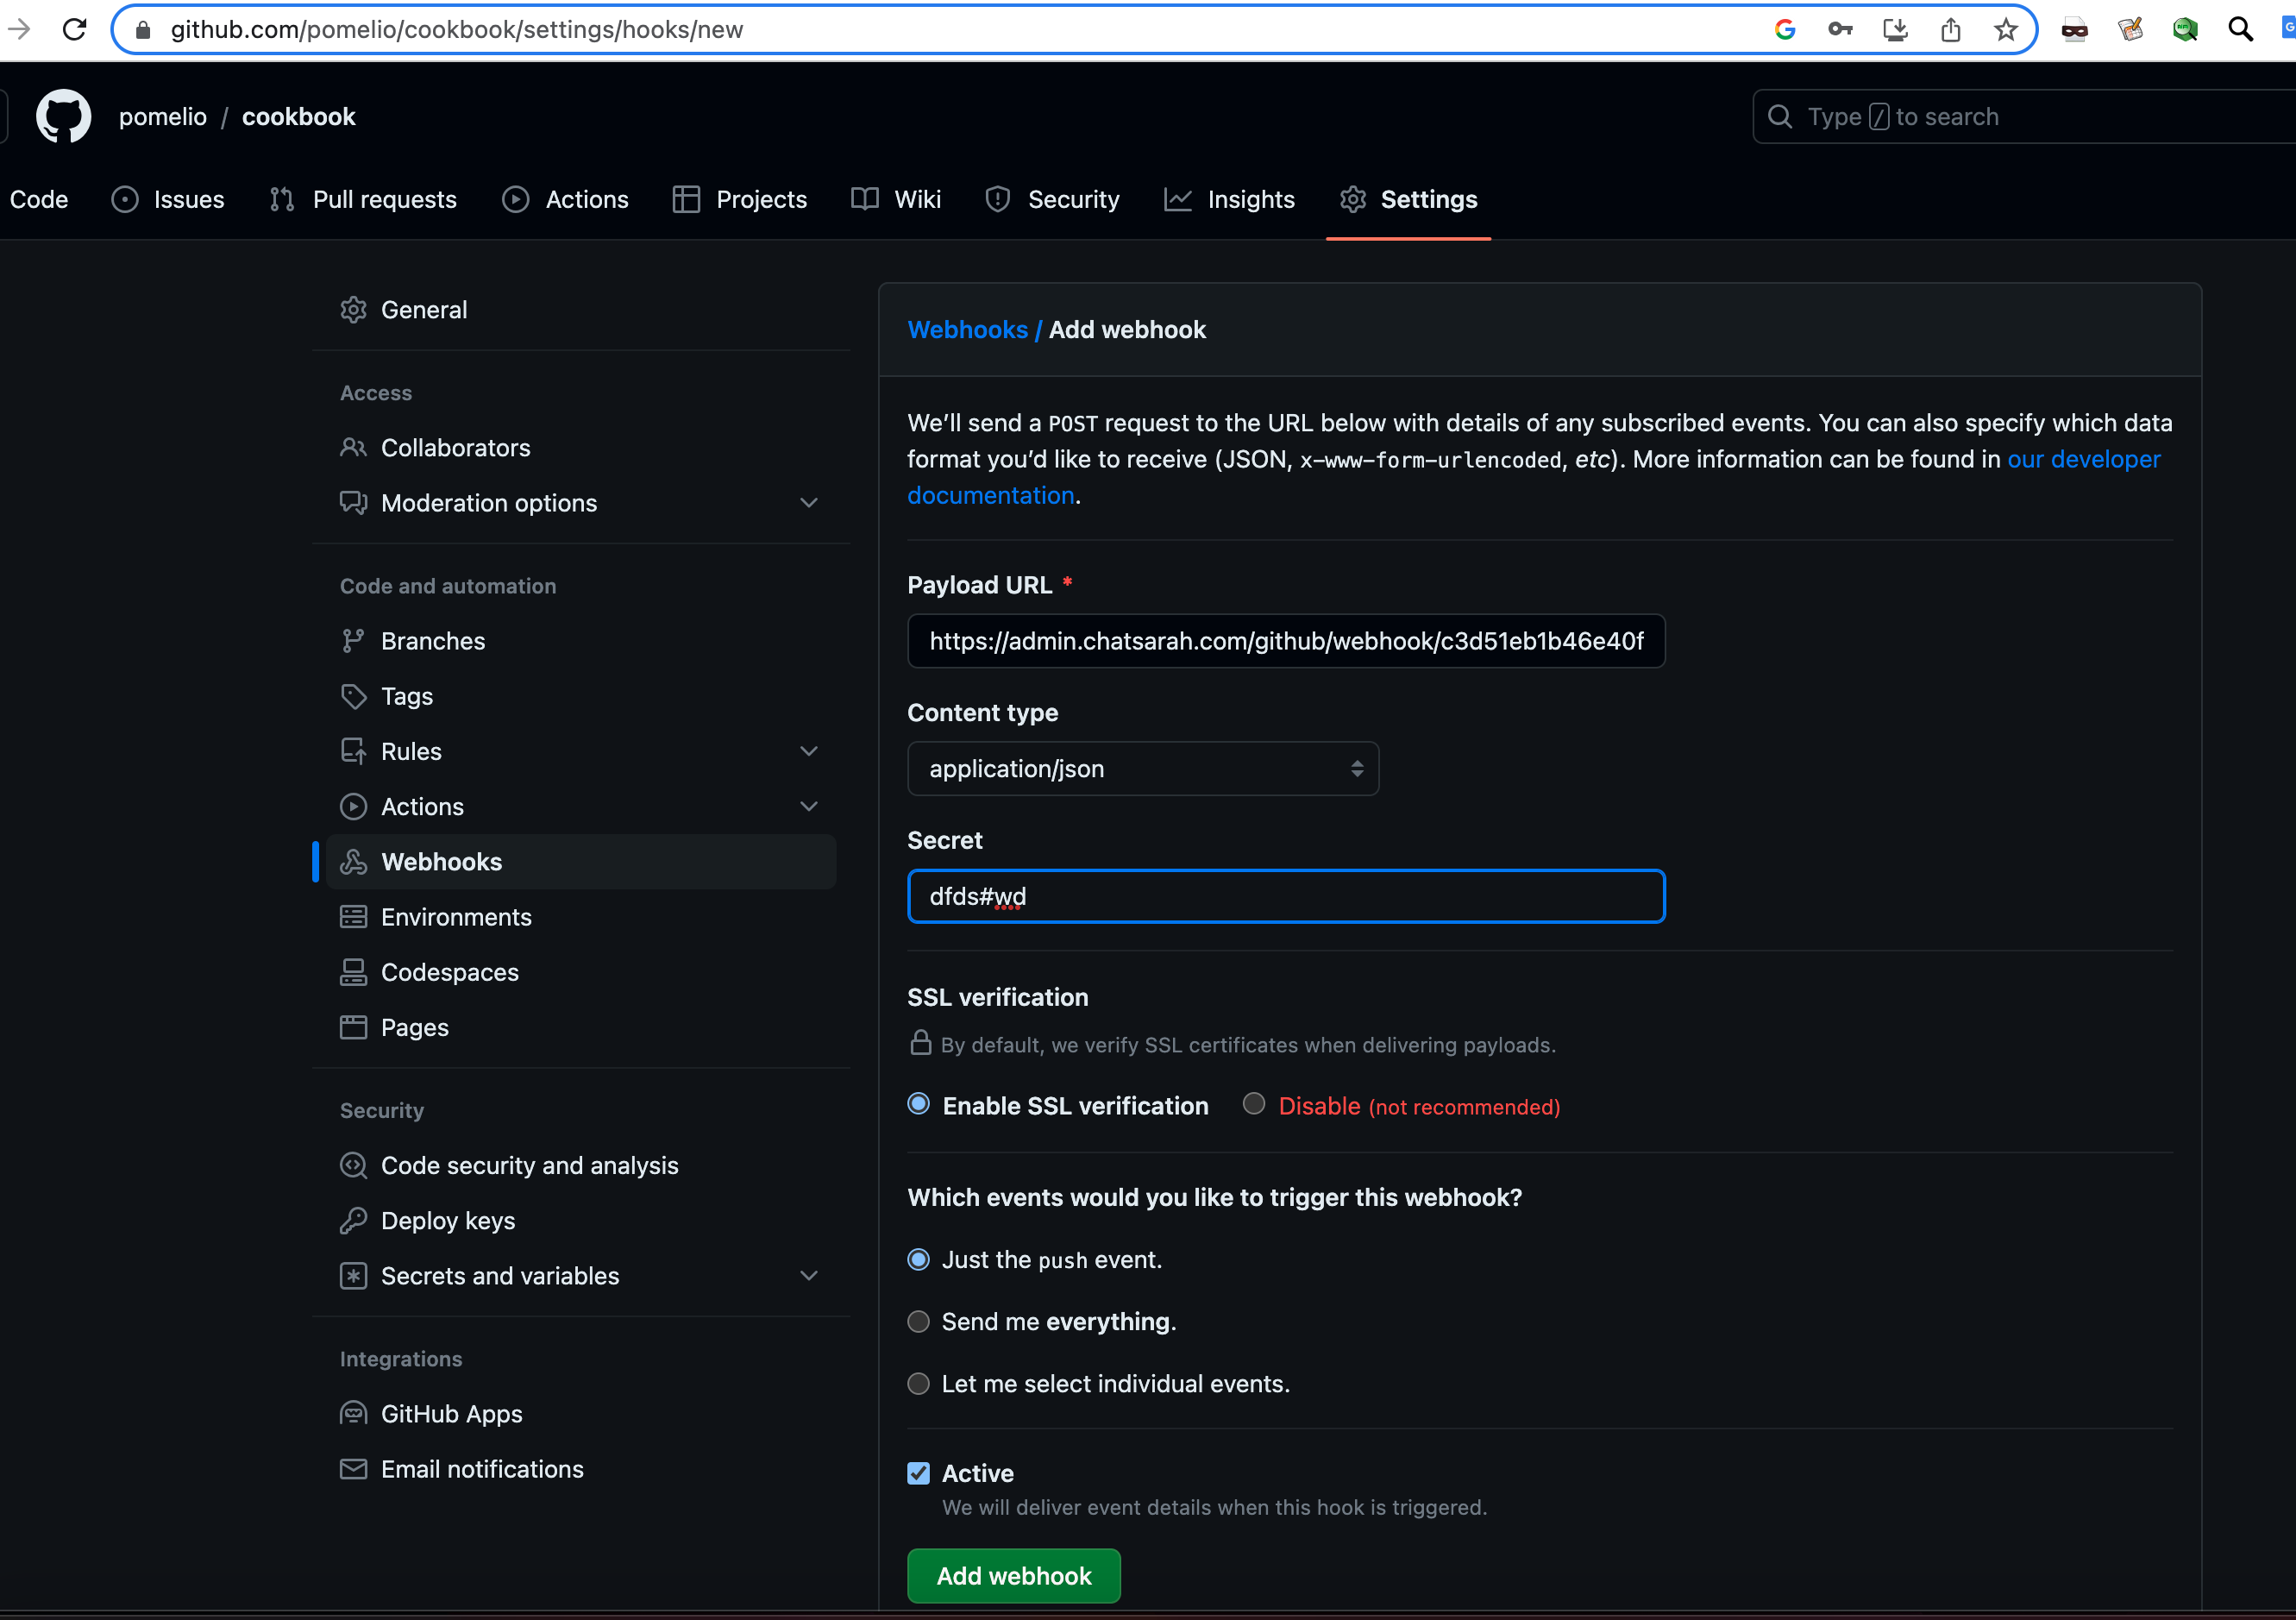 github.com/pomelio/cookbook/settings/hooks/new
pomelio / cookbook
Type / to search
Code Issues Pull requests Actions Projects Wiki Security Insights Settings
General
Access
Collaborators
Moderation options
Code and automation
Branches
Tags
Rules
Actions
Webhooks
Environments
Codespaces
Pages
Security
Code security and analysis
Deploy keys
Secrets and variables
Integrations
GitHub Apps
Email notifications
Webhooks / Add webhook
We’ll send a POST request to the URL below with details of any subscribed events. You can also specify which data
format you’d like to receive (JSON, x-www-form-urlencoded, etc). More information can be found in our developer
documentation.
Payload URL *
https://admin.chatsarah.com/github/webhook/c3d51eb1b46e40f
Content type
application/json
Secret
dfds#wd
SSL verification
By default, we verify SSL certificates when delivering payloads.
Enable SSL verification Disable (not recommended)
Which events would you like to trigger this webhook?
Just the push event.
Send me everything.
Let me select individual events.
Active
We will deliver event details when this hook is triggered.
Add webhook